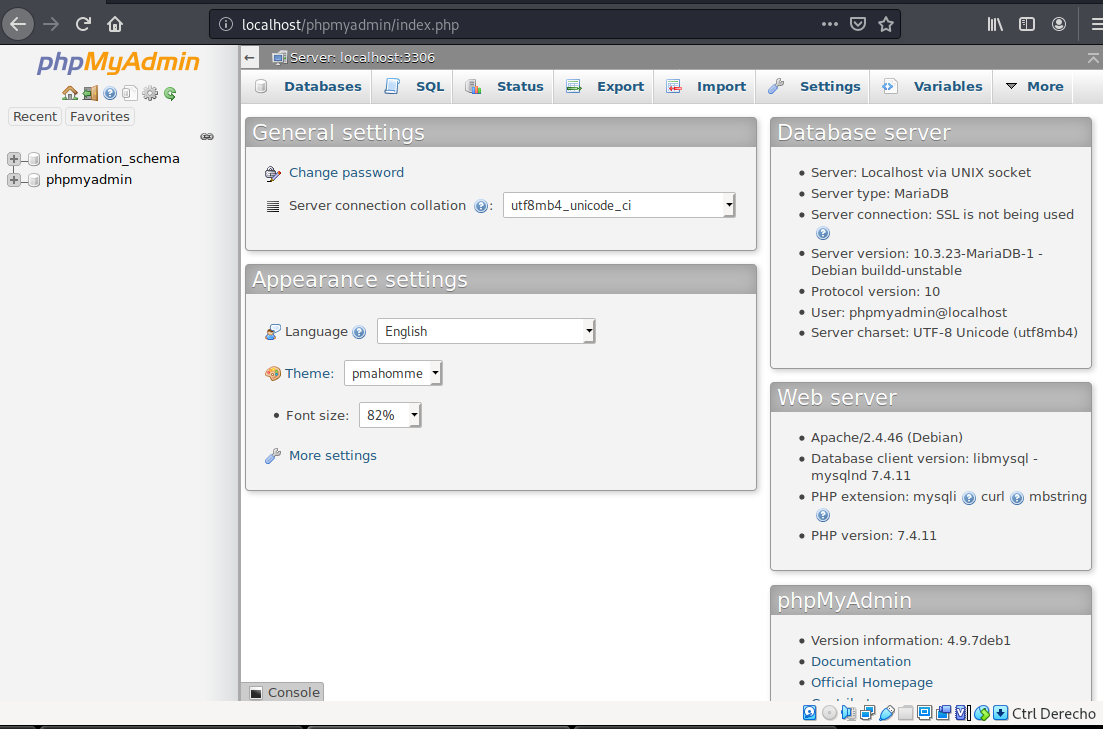 localhost/phpmyadmin/index.php
phpMyAdmin
Recent Favorites
information_schema
phpmyadmin
Server: localhost:3306
Databases SQL Status Export Import Settings Variables More
General settings
Change password
Server connection collation : utf8mb4_unicode_ci
Appearance settings
Language English
Theme: pmahomme
Font size: 82%
More settings
Database server
Server: Localhost via UNIX socket
Server type: MariaDB
Server connection: SSL is not being used
Server version: 10.3.23-MariaDB-1 -
Debian buildd-unstable
Protocol version: 10
User: phpmyadmin@localhost
Server charset: UTF-8 Unicode (utf8mb4)
Web server
Apache/2.4.46 (Debian)
Database client version: libmysql -
mysqlnd 7.4.11
PHP extension: mysqli curl mbstring
PHP version: 7.4.11
phpMyAdmin
Version information: 4.9.7deb1
Documentation
Official Homepage
Console
Ctrl Derecho